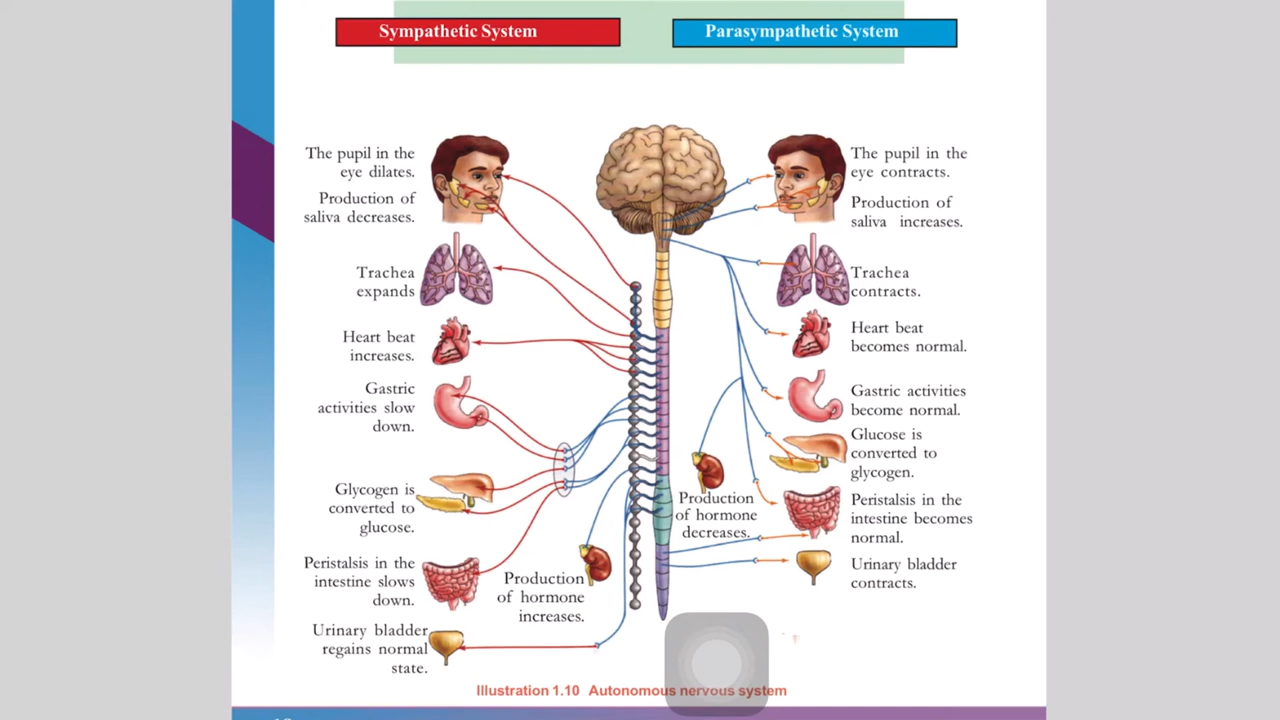 Sympathetic System
Parasympathetic System
The pupil in the
eye dilates.
Production of
saliva decreases.
Trachea
expands
Heart beat
increases.
Gastric
activities slow
down.
Glycogen is
converted to
glucose.
Peristalsis in the
intestine slows
down.
Urinary bladder
regains normal
state.
Production
of hormone
increases.
Production
of hormone
decreases.
The pupil in the
eye contracts.
Production of
saliva increases.
Trachea
contracts.
Heart beat
becomes normal.
Gastric activities
become normal.
Glucose is
converted to
glycogen.
Peristalsis in the
intestine becomes
normal.
Urinary bladder
contracts.
Illustration 1.10 Autonomous nervous system